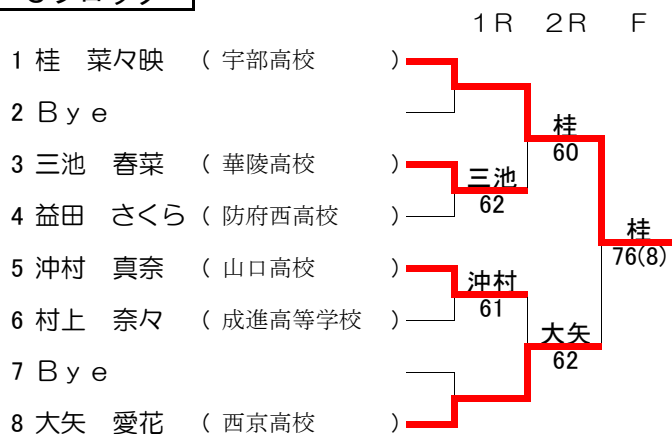 1R 2R F
1 桂 菜々映 ( 宇部高校 )
2 Bye
桂
60
3 三池 春菜 ( 華陵高校 )
三池
62
4 益田 さくら ( 防府西高校 )
桂
76(8)
5 沖村 真奈 ( 山口高校 )
沖村
61
6 村上 奈々 ( 成進高等学校 )
大矢
62
7 Bye
8 大矢 愛花 ( 西京高校 )